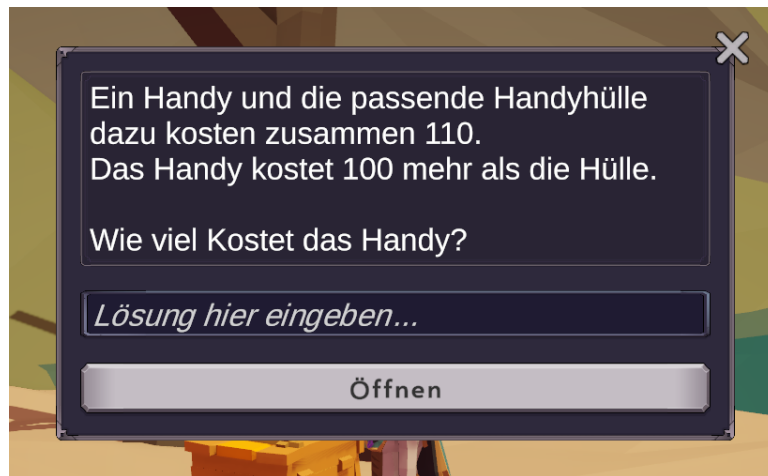 Ein Handy und die passende Handyhülle
dazu kosten zusammen 110.
Das Handy kostet 100 mehr als die Hülle.
Wie viel Kostet das Handy?
Lösung hier eingeben...
Öffnen